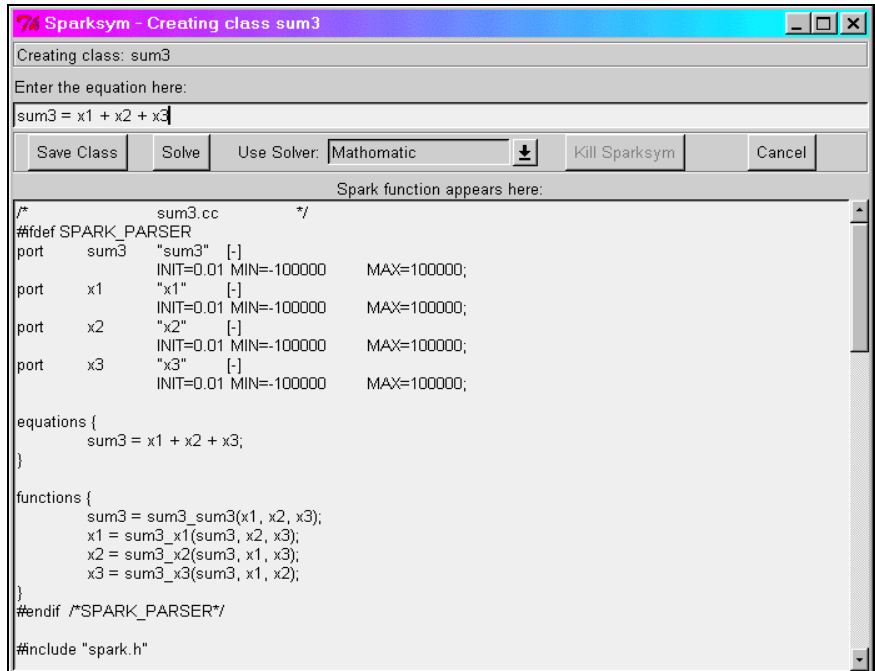 Sparksym - Creating class sum3
Creating class: sum3
Enter the equation here:
sum3 = x1 + x2 + x3
Save Class Solve Use Solver: Mathomatic Kill Sparksym Cancel
Spark function appears here:
/* sum3.cc */
#ifdef SPARK_PARSER
port sum3 "sum3" [-]
INIT=0.01 MIN=-100000 MAX=100000;
port x1 "x1" [-]
INIT=0.01 MIN=-100000 MAX=100000;
port x2 "x2" [-]
INIT=0.01 MIN=-100000 MAX=100000;
port x3 "x3" [-]
INIT=0.01 MIN=-100000 MAX=100000;
equations {
sum3 = x1 + x2 + x3;
}
functions {
sum3 = sum3_sum3(x1, x2, x3);
x1 = sum3_x1(sum3, x2, x3);
x2 = sum3_x2(sum3, x1, x3);
x3 = sum3_x3(sum3, x1, x2);
}
#endif /*SPARK_PARSER*/
#include "spark.h"